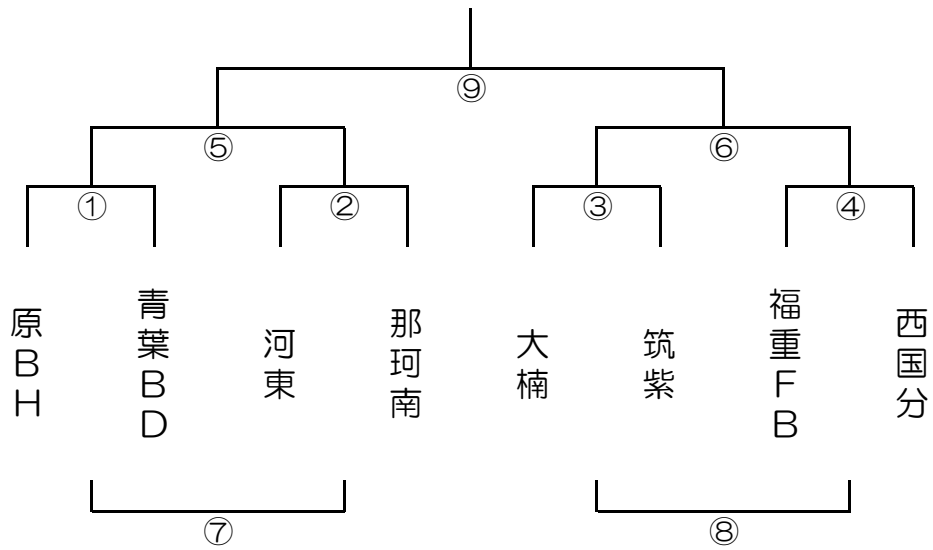 ⑨
⑤
⑥
①
②
③
④
原BH
青葉BD
河東
那珂南
大楠
筑紫
福重FB
西国分
⑦
⑧